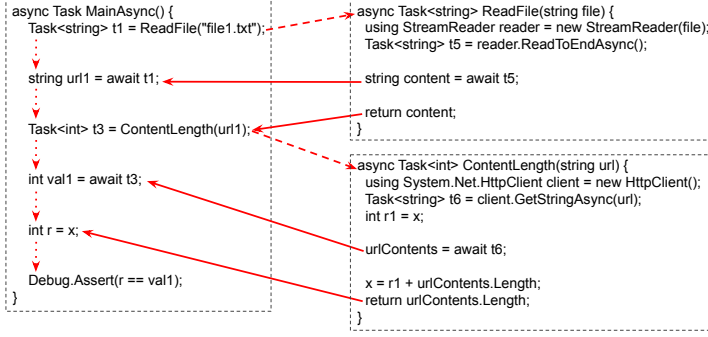 async Task MainAsync() {
Task<string> t1 = ReadFile("file1.txt");
string url1 = await t1;
Task<int> t3 = ContentLength(url1);
int val1 = await t3;
int r = x;
Debug.Assert(r == val1);
}
async Task<string> ReadFile(string file) {
using StreamReader reader = new StreamReader(file);
Task<string> t5 = reader.ReadToEndAsync();
string content = await t5;
return content;
}
async Task<int> ContentLength(string url) {
using System.Net.HttpClient client = new HttpClient();
Task<string> t6 = client.GetStringAsync(url);
int r1 = x;
urlContents = await t6;
x = r1 + urlContents.Length;
return urlContents.Length;
}